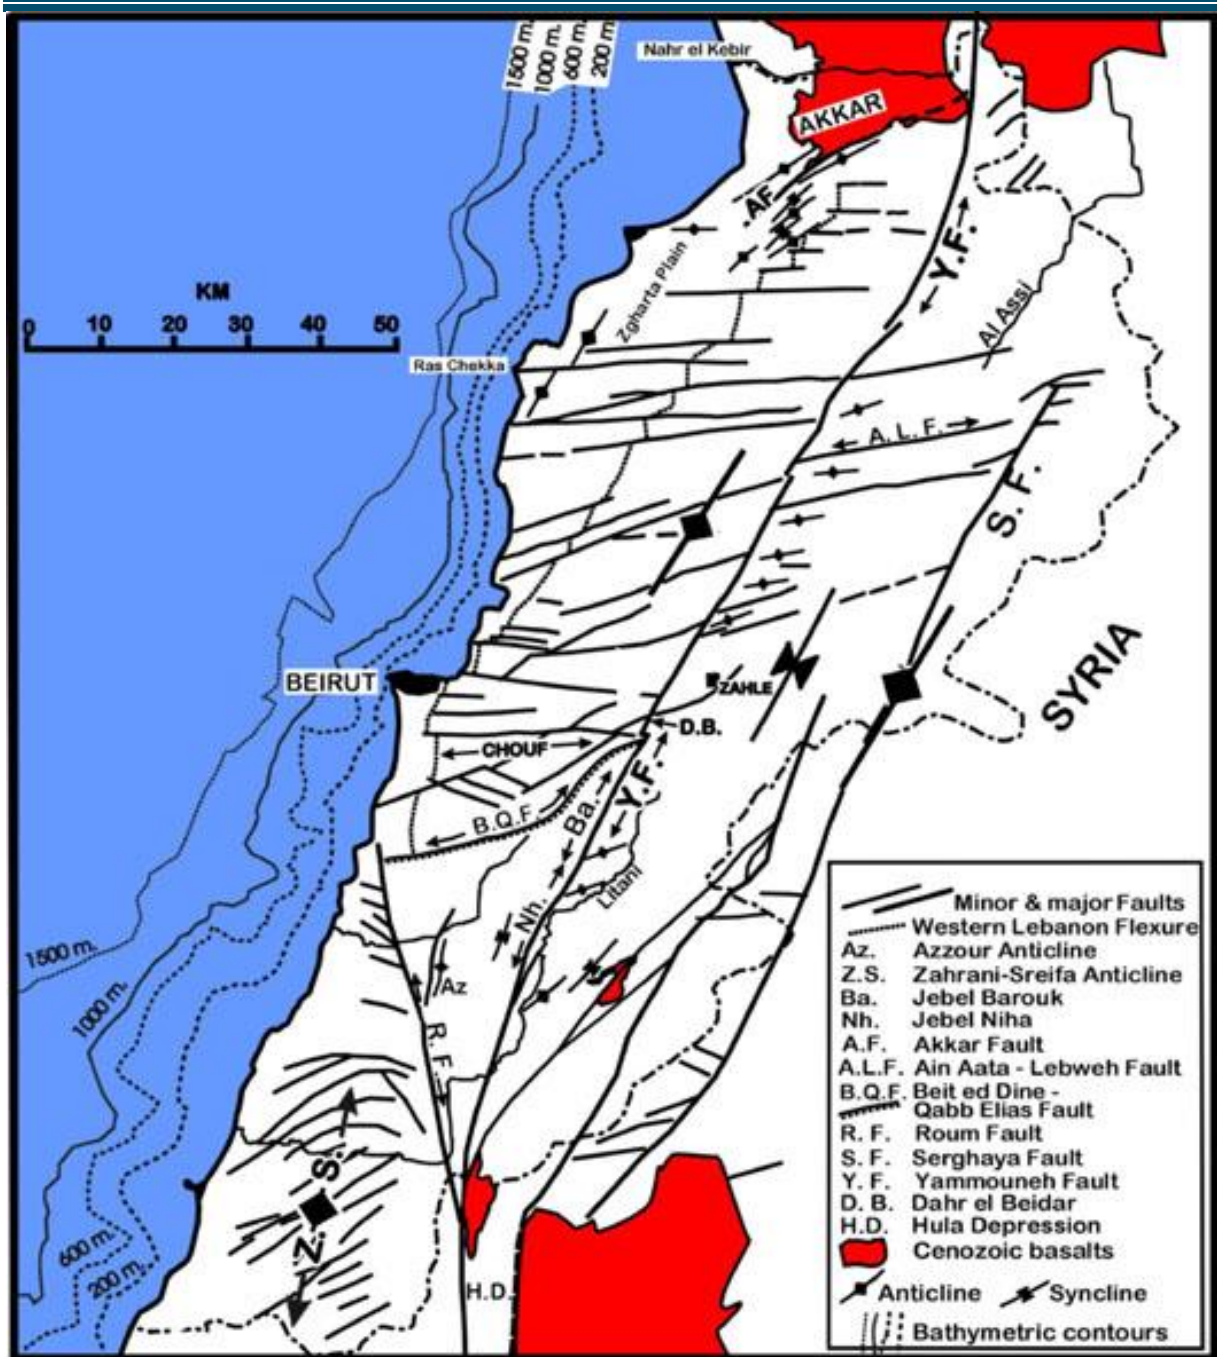 1500 m.
1000 m.
600 m.
200 m.
Nahr el Kebir
AKKAR
.AF
Y.F.
Zgharta Plain
Al Assi
KM
0 10 20 30 40 50
Ras Chekka
A. L. F.
S. F.
SYRIA
BEIRUT
ZAHLE
D.B.
CHOUF
Y.F.
B.Q.F.
Ba.
Litani
Nh.
1500 m.
Az
1000 m.
R. F.
Z. S.
600 m.
200 m.
H.D.
Minor & major Faults
Western Lebanon Flexure
Az. Azzour Anticline
Z.S. Zahrani-Sreifa Anticline
Ba. Jebel Barouk
Nh. Jebel Niha
A.F. Akkar Fault
A.L.F. Ain Aata - Lebweh Fault
B.Q.F. Beit ed Dine -
Qabb Elias Fault
R. F. Roum Fault
S. F. Serghaya Fault
Y. F. Yammouneh Fault
D. B. Dahr el Beidar
H.D. Hula Depression
Cenozoic basalts
Anticline Syncline
Bathymetric contours